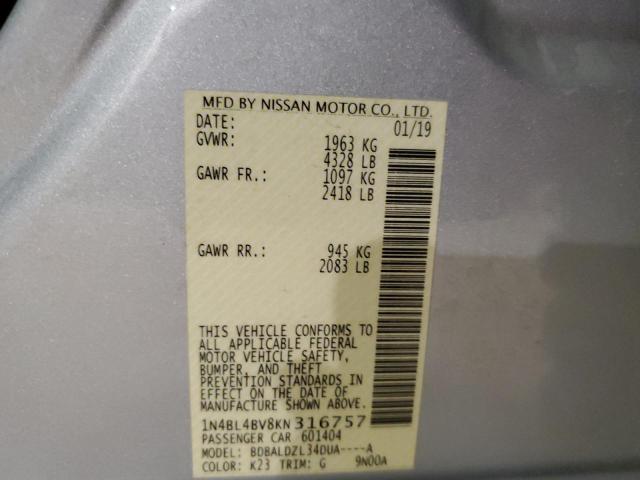 MFD BY NISSAN MOTOR CO., LTD.
DATE: 01/19
GVWR: 1963 KG
4328 LB
GAWR FR.: 1097 KG
2418 LB
GAWR RR.: 945 KG
2083 LB
THIS VEHICLE CONFORMS TO
ALL APPLICABLE FEDERAL
MOTOR VEHICLE SAFETY,
BUMPER, AND THEFT
PREVENTION STANDARDS IN
EFFECT ON THE DATE OF
MANUFACTURE SHOWN ABOVE.
1N4BL4BV8KN316757
PASSENGER CAR 601404
MODEL: BDBALDZL34DUA----A
COLOR: K23 TRIM: G 9N00A